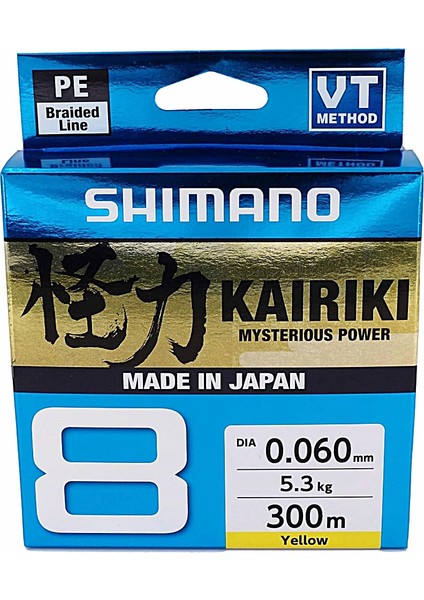 PE
Braided
Line
VT
METHOD
SHIMANO
怪力 KAIRIKI
MYSTERIOUS POWER
MADE IN JAPAN
8
DIA 0.060mm
5.3kg
300m
Yellow